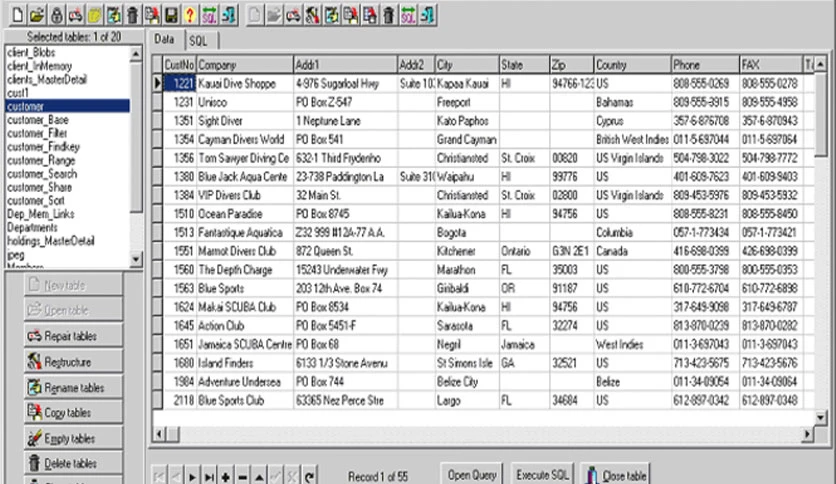 SQL SQL
Selected tables: 1 of 20 Data SQL
client_Blobs
client_InMemory
clients_MasterDetail
cust1
customer
customer_Base
customer_Filter
customer_Findkey
customer_Range
customer_Search
customer_Share
customer_Sort
Dep_Mem_Links
Departments
holdings_MasterDetail
jpeg
Members
New table
Open table
Repair tables
Restructure
Rename tables
Copy tables
Empty tables
Delete tables
CustNo Company Addr1 Addr2 City State Zip Country Phone FAX
1221 Kauai Dive Shoppe 4-976 Sugarloaf Hwy Suite 103 Kapaa Kauai HI 94766-123 US 808-555-0269 808-555-0278
1231 Unisco PO Box Z-547 Freeport Bahamas 809-555-3915 809-555-4958
1351 Sight Diver 1 Neptune Lane Kato Paphos Cyprus 357-6-876708 357-6-870943
1354 Cayman Divers World PO Box 541 Grand Cayman British West Indies 011-5-697044 011-5-697064
1356 Tom Sawyer Diving Ce 632-1 Third Frydenho Christiansted St. Croix 00820 US Virgin Islands 504-798-3022 504-798-7772
1380 Blue Jack Aqua Cente 23-738 Paddington La Suite 310 Waipahu HI 99776 US 401-609-7623 401-609-9403
1384 VIP Divers Club 32 Main St. Christiansted St. Croix 02800 US Virgin Islands 809-453-5976 809-453-5932
1510 Ocean Paradise PO Box 8745 Kailua-Kona HI 94756 US 808-555-8231 808-555-8450
1513 Fantastique Aquatica Z32 999 #12A-77 A.A. Bogota Columbia 057-1-773434 057-1-773421
1551 Marmot Divers Club 872 Queen St. Kitchener Ontario G3N 2E1 Canada 416-698-0399 426-698-0399
1560 The Depth Charge 15243 Underwater Fwy Marathon FL 35003 US 800-555-3798 800-555-0353
1563 Blue Sports 203 12th Ave. Box 74 Giribaldi OR 91187 US 610-772-6704 610-772-6898
1624 Makai SCUBA Club PO Box 8534 Kailua-Kona HI 94756 US 317-649-9098 317-649-6787
1645 Action Club PO Box 5451-F Sarasota FL 32274 US 813-870-0239 813-870-0282
1651 Jamaica SCUBA Centre PO Box 68 Negril Jamaica West Indies 011-3-697043 011-3-697043
1680 Island Finders 6133 1/3 Stone Avenu St Simons Isle GA 32521 US 713-423-5675 713-423-5676
1984 Adventure Undersea PO Box 744 Belize City Belize 011-34-09054 011-34-09064
2118 Blue Sports Club 63365 Nez Perce Stre Largo FL 34684 US 612-897-0342 612-897-0348
Record 1 of 55 Open Query Execute SQL Close table